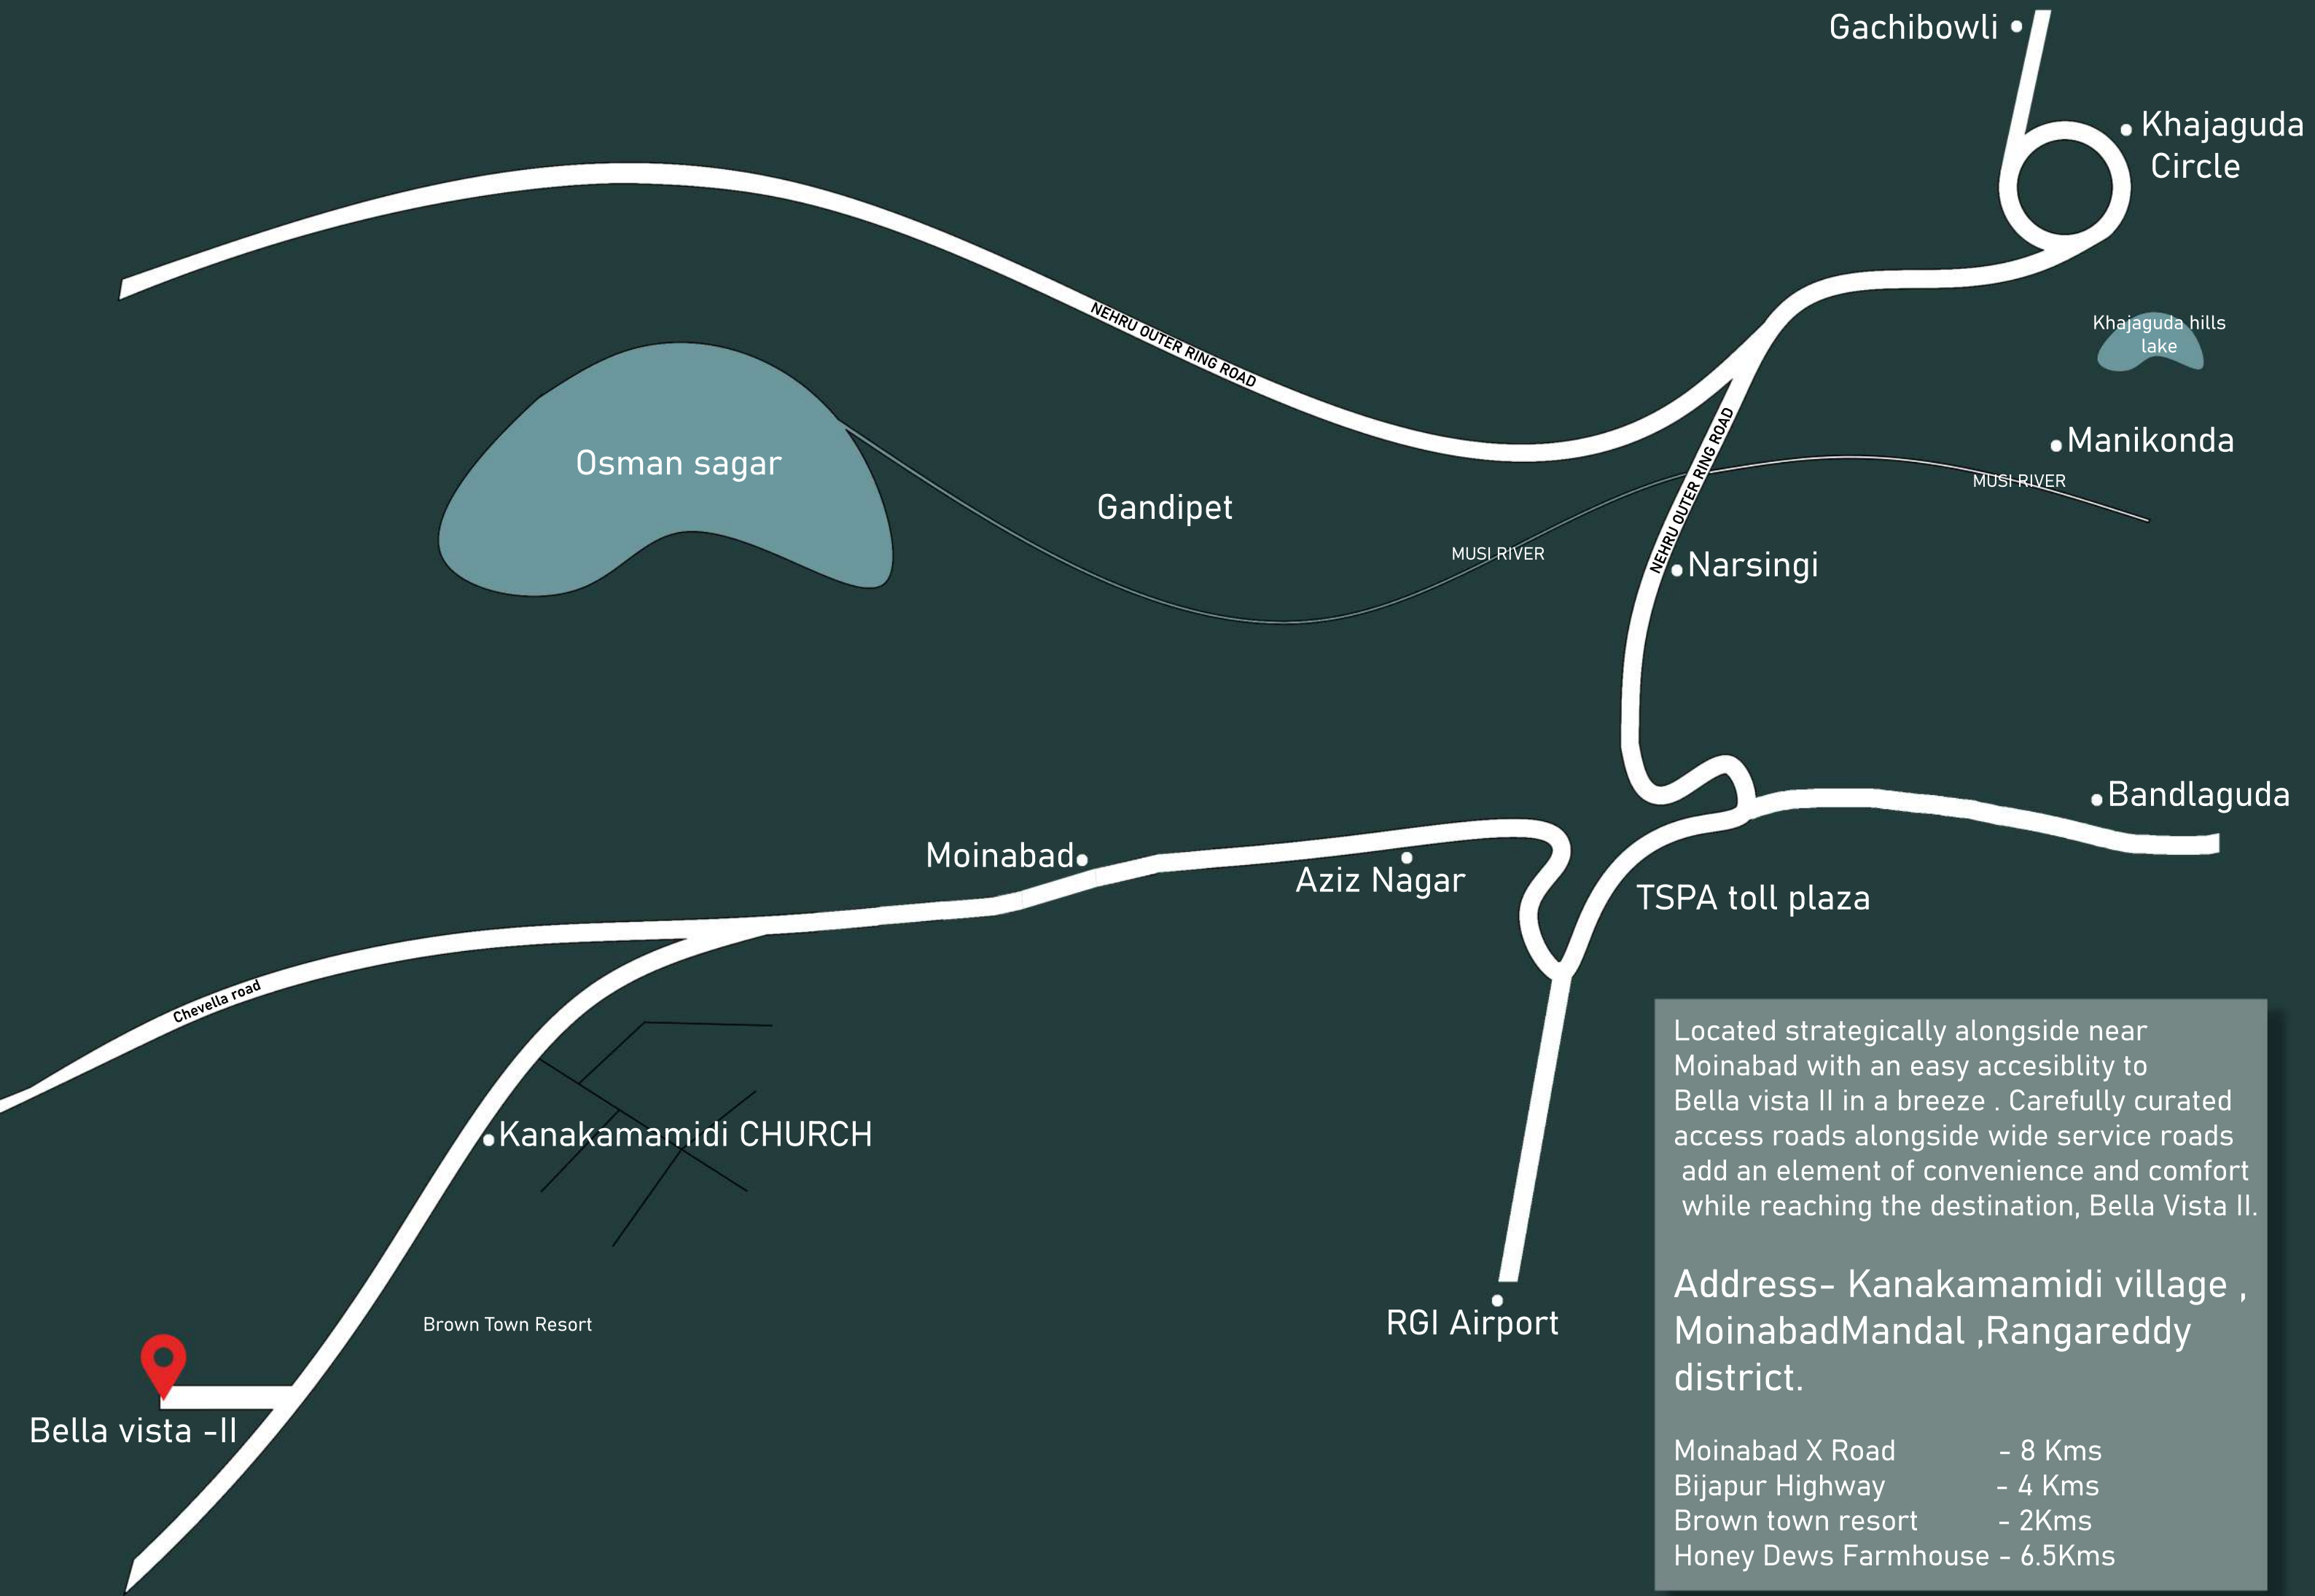 Gachibowli
Khajaguda
Circle
NEHRU OUTER RING ROAD
Khajaguda hills
lake
NEHRU OUTER RING ROAD
Manikonda
Osman sagar
MUSI RIVER
Gandipet
MUSI RIVER
Narsingi
Bandlaguda
Moinabad
Aziz Nagar
TSPA toll plaza
Chevella road
Kanakamamidi CHURCH
Brown Town Resort
RGI Airport
Bella vista -II
Located strategically alongside near
Moinabad with an easy accesiblity to
Bella vista II in a breeze . Carefully curated
access roads alongside wide service roads
add an element of convenience and comfort
while reaching the destination, Bella Vista II.
Address- Kanakamamidi village ,
MoinabadMandal ,Rangareddy
district.
Moinabad X Road - 8 Kms
Bijapur Highway - 4 Kms
Brown town resort - 2Kms
Honey Dews Farmhouse - 6.5Kms